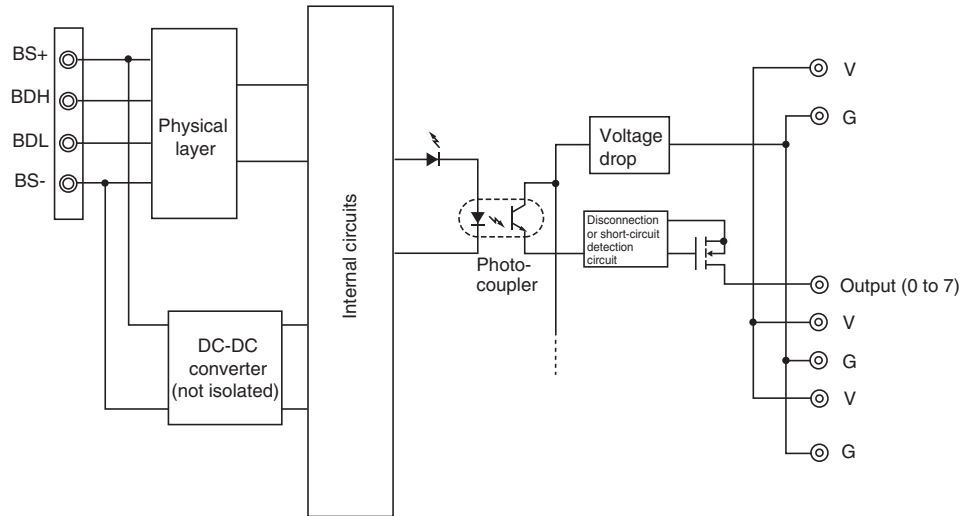 BS+
BDH
BDL
BS-
Physical
layer
DC-DC
converter
(not isolated)
Internal circuits
Photo-
coupler
Voltage
drop
Disconnection
or short-circuit
detection
circuit
V
G
Output (0 to 7)
V
G
V
G